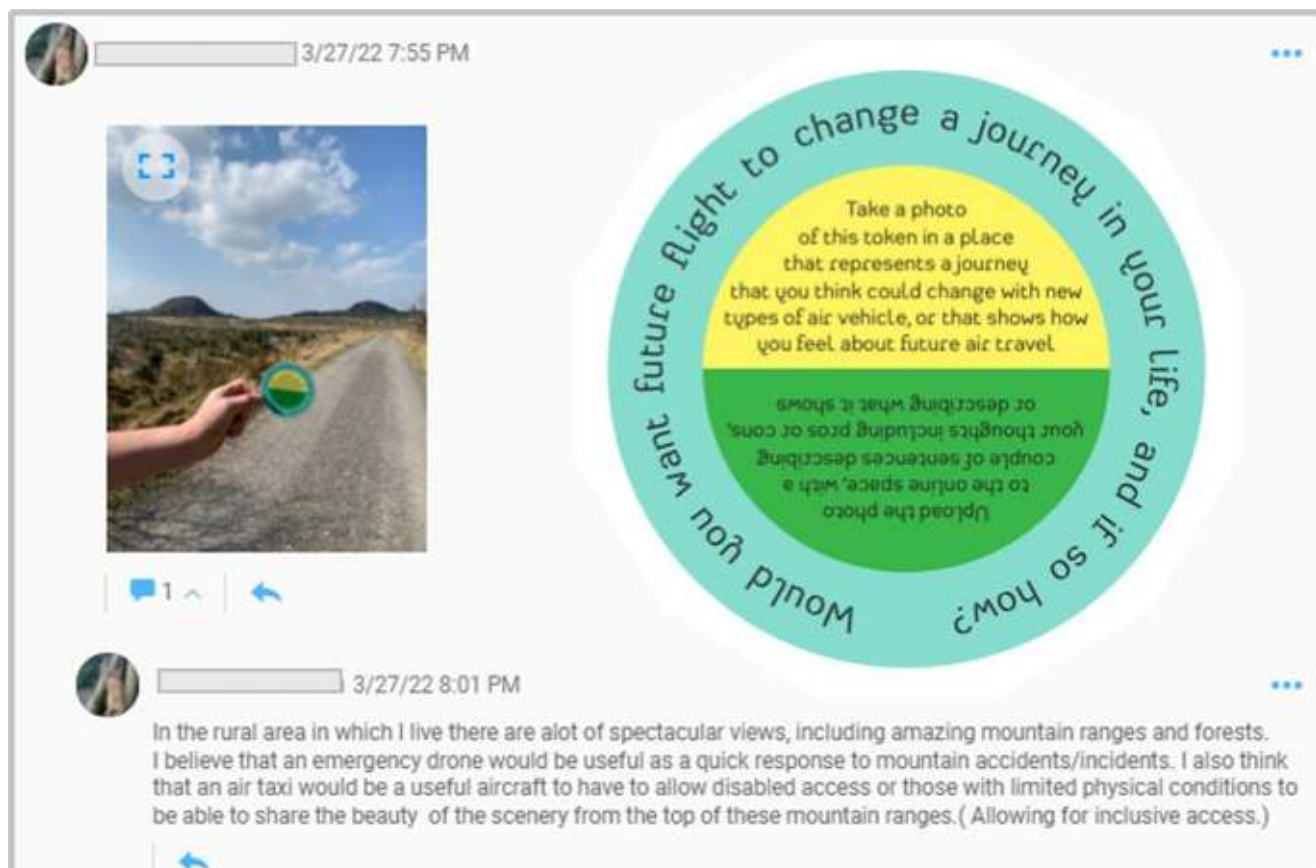 3/27/22 7:55 PM
Would you want future flight to change a journey in your life, and if so how?
Take a photo
of this token in a place
that represents a journey
that you think could change with new
types of air vehicle, or that shows how
you feel about future air travel
Upload the photo
to the online space, with a
couple of sentences describing
your thoughts including pros or cons,
or describing what it shows
1
3/27/22 8:01 PM
In the rural area in which I live there are alot of spectacular views, including amazing mountain ranges and forests.
I believe that an emergency drone would be useful as a quick response to mountain accidents/incidents. I also think
that an air taxi would be a useful aircraft to have to allow disabled access or those with limited physical conditions to
be able to share the beauty of the scenery from the top of these mountain ranges.( Allowing for inclusive access.)